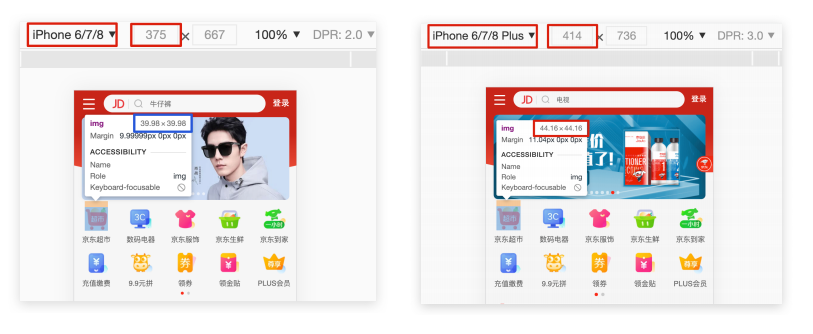 iPhone 6/7/8 ▼ 375 × 667 100% ▼ DPR: 2.0 ▼
JD 牛仔裤 登录
img 39.98 × 39.98
Margin 9.99999px 0px 0px
ACCESSIBILITY
Name
Role img
Keyboard-focusable
超市 3C 11 一小时
京东超市 数码电器 京东服饰 京东生鲜 京东到家
¥ 券 ¥ 尊享
充值缴费 9.9元拼 领券 领金贴 PLUS会员
iPhone 6/7/8 Plus ▼ 414 × 736 100% ▼ DPR: 3.0 ▼
JD 电视 登录
img 44.16 × 44.16
Margin 11.04px 0px 0px
ACCESSIBILITY
Name
Role img
Keyboard-focusable
价
直了!
超市 3C 11 一小时
京东超市 数码电器 京东服饰 京东生鲜 京东到家
¥ 券 ¥ 尊享
充值缴费 9.9元拼 领券 领金贴 PLUS会员